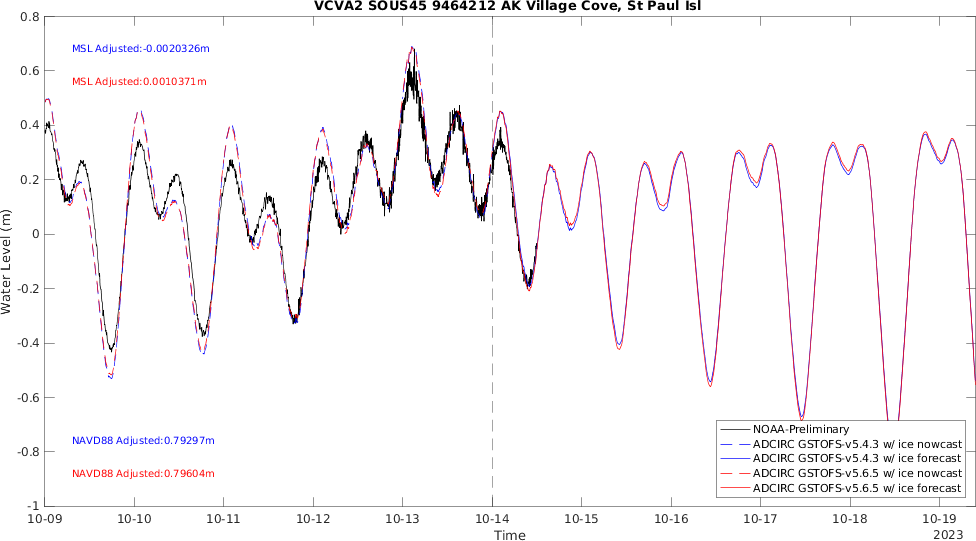 VCVA2 SOUS45 9464212 AK Village Cove, St Paul Isl
MSL Adjusted:-0.0020326m
MSL Adjusted:0.0010371m
NAVD88 Adjusted:0.79297m
NAVD88 Adjusted:0.79604m
Water Level (m)
0.8
0.6
0.4
0.2
0
-0.2
-0.4
-0.6
-0.8
-1
NOAA-Preliminary
ADCIRC GSTOFS-v5.4.3 w/ ice nowcast
ADCIRC GSTOFS-v5.4.3 w/ ice forecast
ADCIRC GSTOFS-v5.6.5 w/ ice nowcast
ADCIRC GSTOFS-v5.6.5 w/ ice forecast
10-09 10-10 10-11 10-12 10-13 10-14 10-15 10-16 10-17 10-18 10-19
Time
2023